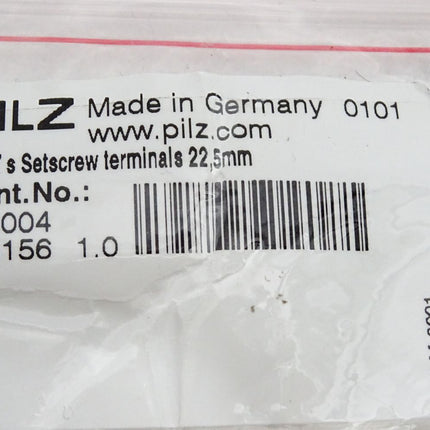 ILZ Made in Germany 0101
www.pilz.com
s Setscrew terminals 22,5mm
nt.No.:
004
156 1.0